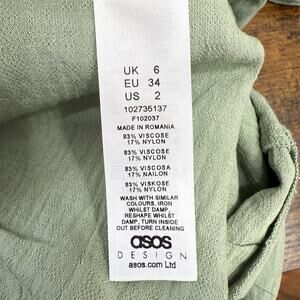 UK 6
EU 34
US 2
102735137
F102037
MADE IN ROMANIA
83% VISCOSE
17% NYLON
83% VISCOSE
17% NYLON
83% VISCOSA
17% NAILON
83% VISKOSE
17% NYLON
WASH WITH SIMILAR
COLOURS, IRON
WHILST DAMP
RESHAPE WHILST
DAMP, TURN INSIDE
OUT BEFORE CLEANING
asos
DESIGN
asos.com Ltd